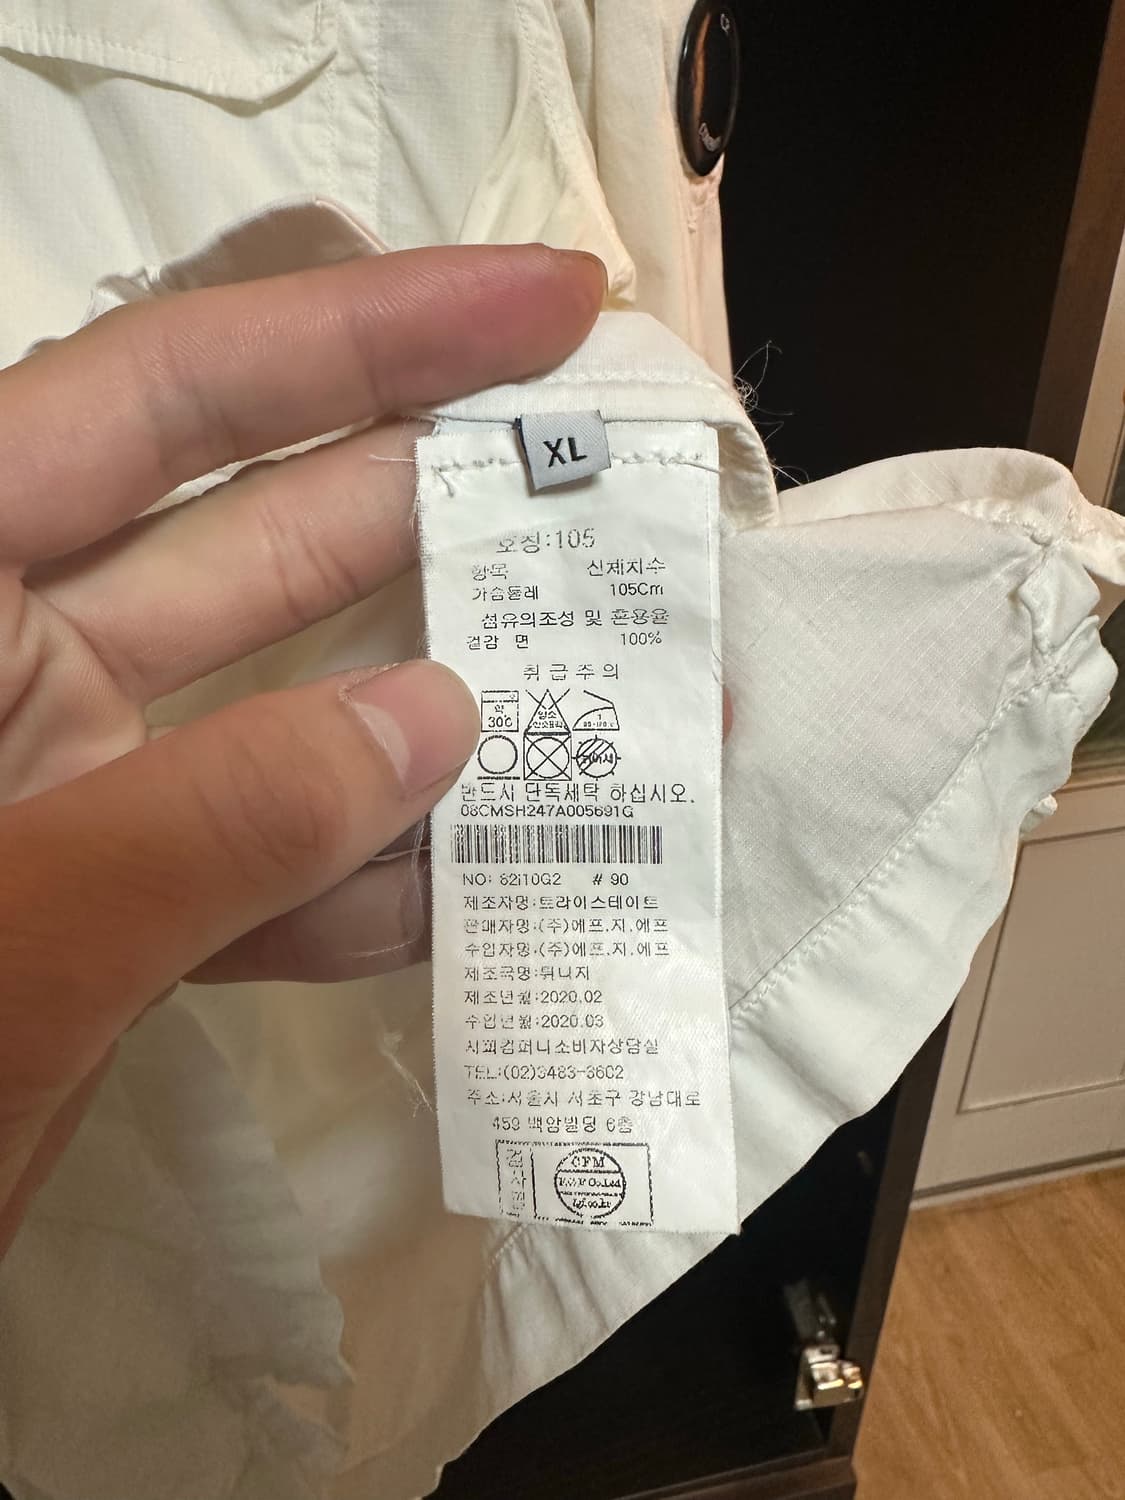 XL
호칭:105
항목 신체치수
가슴둘레 105Cm
섬유의조성 및 혼용율
겉감 면 100%
취급주의
약 30℃
염소
반드시 단독세탁 하십시오.
08CMSH247A005691G
NO: 82I10G2 # 90
제조자명:트라이스테이트
판매자명:(주)에프.지.에프
수입자명:(주)에프.지.에프
제조국명:튀니지
제조년월:2020.02
수입년월:2020.03
시피컴퍼니소비자상담실
TEL:(02)3483-3602
주소:서울시 서초구 강남대로
459 백암빌딩 6층